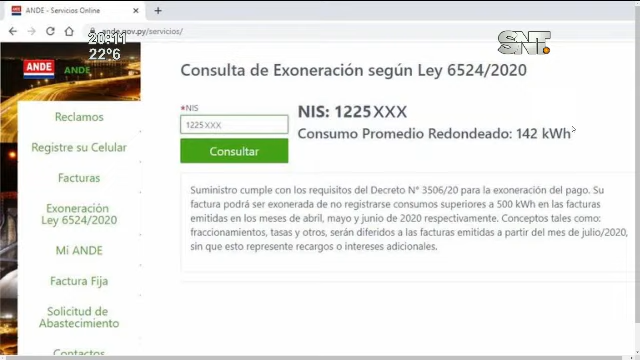 ANDE - Servicios Online
ande.gov.py/servicios/
20:11
22°6
SNT.
ANDE
ANDE
Consulta de Exoneración según Ley 6524/2020
*NIS
1225XXX
Consultar
NIS: 1225XXX
Consumo Promedio Redondeado: 142 kWh
Suministro cumple con los requisitos del Decreto N° 3506/20 para la exoneración del pago. Su
factura podrá ser exonerada de no registrarse consumos superiores a 500 kWh en las facturas
emitidas en los meses de abril, mayo y junio de 2020 respectivamente. Conceptos tales como:
fraccionamientos, tasas y otros, serán diferidos a las facturas emitidas a partir del mes de julio/2020,
sin que esto represente recargos o intereses adicionales.
Reclamos
Registre su Celular
Facturas
Exoneración
Ley 6524/2020
Mi ANDE
Factura Fija
Solicitud de
Abastecimiento
Contactos